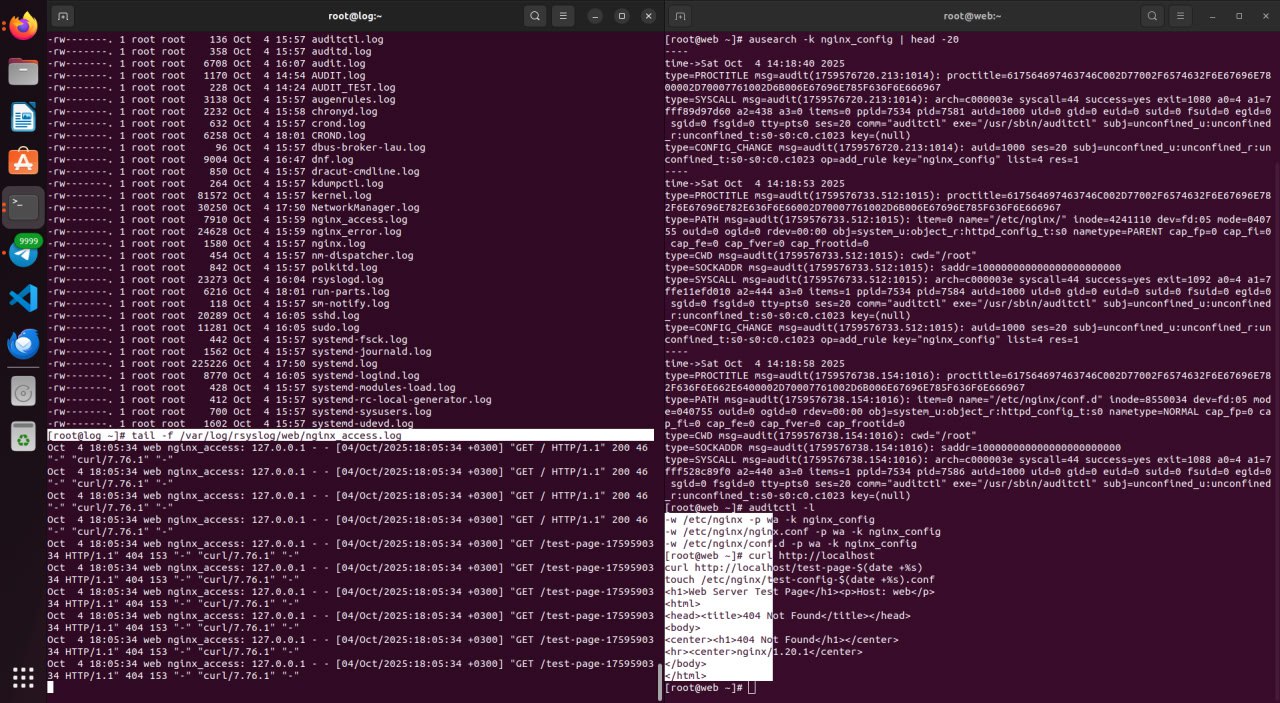 root@log:~
-rw-------. 1 root root    136 Oct  4 15:57 auditctl.log
-rw-------. 1 root root    358 Oct  4 15:57 auditd.log
-rw-------. 1 root root   6708 Oct  4 16:07 audit.log
-rw-------. 1 root root   1170 Oct  4 14:54 AUDIT.log
-rw-------. 1 root root    228 Oct  4 14:24 AUDIT_TEST.log
-rw-------. 1 root root   3138 Oct  4 15:57 augenrules.log
-rw-------. 1 root root   2232 Oct  4 15:58 chronyd.log
-rw-------. 1 root root    632 Oct  4 15:57 crond.log
-rw-------. 1 root root   6258 Oct  4 18:01 CROND.log
-rw-------. 1 root root     96 Oct  4 15:57 dbus-broker-lau.log
-rw-------. 1 root root   9004 Oct  4 16:47 dnf.log
-rw-------. 1 root root    850 Oct  4 15:57 dracut-cmdline.log
-rw-------. 1 root root    264 Oct  4 15:57 kdumpctl.log
-rw-------. 1 root root  81572 Oct  4 15:57 kernel.log
-rw-------. 1 root root  30250 Oct  4 17:50 NetworkManager.log
-rw-------. 1 root root   7910 Oct  4 15:59 nginx_access.log
-rw-------. 1 root root  24628 Oct  4 15:59 nginx_error.log
-rw-------. 1 root root   1580 Oct  4 15:57 nginx.log
-rw-------. 1 root root    454 Oct  4 15:57 nm-dispatcher.log
-rw-------. 1 root root    842 Oct  4 15:57 polkitd.log
-rw-------. 1 root root  23273 Oct  4 16:04 rsyslogd.log
-rw-------. 1 root root   6216 Oct  4 18:01 run-parts.log
-rw-------. 1 root root    118 Oct  4 15:57 sm-notify.log
-rw-------. 1 root root  20289 Oct  4 16:05 sshd.log
-rw-------. 1 root root  11281 Oct  4 16:05 sudo.log
-rw-------. 1 root root    442 Oct  4 15:57 systemd-fsck.log
-rw-------. 1 root root   1562 Oct  4 15:57 systemd-journald.log
-rw-------. 1 root root 225226 Oct  4 17:50 systemd.log
-rw-------. 1 root root   8770 Oct  4 16:05 systemd-logind.log
-rw-------. 1 root root    428 Oct  4 15:57 systemd-modules-load.log
-rw-------. 1 root root    412 Oct  4 15:57 systemd-rc-local-generator.log
-rw-------. 1 root root    700 Oct  4 15:57 systemd-sysusers.log
-rw-------. 1 root root   1602 Oct  4 15:57 systemd-udevd.log
[root@log ~]# tail -f /var/log/rsyslog/web/nginx_access.log
Oct  4 18:05:34 web nginx_access: 127.0.0.1 - - [04/Oct/2025:18:05:34 +0300] "GET / HTTP/1.1" 200 46
"-" "curl/7.76.1" "-"
Oct  4 18:05:34 web nginx_access: 127.0.0.1 - - [04/Oct/2025:18:05:34 +0300] "GET / HTTP/1.1" 200 46
"-" "curl/7.76.1" "-"
Oct  4 18:05:34 web nginx_access: 127.0.0.1 - - [04/Oct/2025:18:05:34 +0300] "GET / HTTP/1.1" 200 46
"-" "curl/7.76.1" "-"
Oct  4 18:05:34 web nginx_access: 127.0.0.1 - - [04/Oct/2025:18:05:34 +0300] "GET / HTTP/1.1" 200 46
"-" "curl/7.76.1" "-"
Oct  4 18:05:34 web nginx_access: 127.0.0.1 - - [04/Oct/2025:18:05:34 +0300] "GET /test-page-17595903
34 HTTP/1.1" 404 153 "-" "curl/7.76.1" "-"
Oct  4 18:05:34 web nginx_access: 127.0.0.1 - - [04/Oct/2025:18:05:34 +0300] "GET /test-page-17595903
34 HTTP/1.1" 404 153 "-" "curl/7.76.1" "-"
Oct  4 18:05:34 web nginx_access: 127.0.0.1 - - [04/Oct/2025:18:05:34 +0300] "GET /test-page-17595903
34 HTTP/1.1" 404 153 "-" "curl/7.76.1" "-"
Oct  4 18:05:34 web nginx_access: 127.0.0.1 - - [04/Oct/2025:18:05:34 +0300] "GET /test-page-17595903
34 HTTP/1.1" 404 153 "-" "curl/7.76.1" "-"
Oct  4 18:05:34 web nginx_access: 127.0.0.1 - - [04/Oct/2025:18:05:34 +0300] "GET /test-page-17595903
34 HTTP/1.1" 404 153 "-" "curl/7.76.1" "-"
Oct  4 18:05:34 web nginx_access: 127.0.0.1 - - [04/Oct/2025:18:05:34 +0300] "GET /test-page-17595903
34 HTTP/1.1" 404 153 "-" "curl/7.76.1" "-"
root@web:~
[root@web ~]# ausearch -k nginx_config | head -20
----
time->Sat Oct  4 14:18:40 2025
type=PROCTITLE msg=audit(1759576720.213:1014): proctitle=617564697463746C002D77002F6574632F6E67696E78
00002D70007761002D6B006E67696E785F636F6E666967
type=SYSCALL msg=audit(1759576720.213:1014): arch=c000003e syscall=44 success=yes exit=1080 a0=4 a1=7
fff89d97d60 a2=438 a3=0 items=0 ppid=7534 pid=7581 auid=1000 uid=0 gid=0 euid=0 suid=0 fsuid=0 egid=0
sgid=0 fsgid=0 tty=pts0 ses=20 comm="auditctl" exe="/usr/sbin/auditctl" subj=unconfined_u:unconfined
_r:unconfined_t:s0-s0:c0.c1023 key=(null)
type=CONFIG_CHANGE msg=audit(1759576720.213:1014): auid=1000 ses=20 subj=unconfined_u:unconfined_r:un
confined_t:s0-s0:c0.c1023 op=add_rule key="nginx_config" list=4 res=1
----
time->Sat Oct  4 14:18:53 2025
type=PROCTITLE msg=audit(1759576733.512:1015): proctitle=617564697463746C002D77002F6574632F6E67696E78
2F6E67696E782E636F6E66002D70007761002D6B006E67696E785F636F6E666967
type=PATH msg=audit(1759576733.512:1015): item=0 name="/etc/nginx/" inode=4241110 dev=fd:05 mode=0407
55 ouid=0 ogid=0 rdev=00:00 obj=system_u:object_r:httpd_config_t:s0 nametype=PARENT cap_fp=0 cap_fi=0
cap_fe=0 cap_fver=0 cap_frootid=0
type=CWD msg=audit(1759576733.512:1015): cwd="/root"
type=SOCKADDR msg=audit(1759576733.512:1015): saddr=100000000000000000000000
type=SYSCALL msg=audit(1759576733.512:1015): arch=c000003e syscall=44 success=yes exit=1092 a0=4 a1=7
ffe11efd010 a2=444 a3=0 items=1 ppid=7534 pid=7584 auid=1000 uid=0 gid=0 euid=0 suid=0 fsuid=0 egid=0
sgid=0 fsgid=0 tty=pts0 ses=20 comm="auditctl" exe="/usr/sbin/auditctl" subj=unconfined_u:unconfined
_r:unconfined_t:s0-s0:c0.c1023 key=(null)
type=CONFIG_CHANGE msg=audit(1759576733.512:1015): auid=1000 ses=20 subj=unconfined_u:unconfined_r:un
confined_t:s0-s0:c0.c1023 op=add_rule key="nginx_config" list=4 res=1
----
time->Sat Oct  4 14:18:58 2025
type=PROCTITLE msg=audit(1759576738.154:1016): proctitle=617564697463746C002D77002F6574632F6E67696E78
2F636F6E662E6400002D70007761002D6B006E67696E785F636F6E666967
type=PATH msg=audit(1759576738.154:1016): item=0 name="/etc/nginx/conf.d" inode=8550034 dev=fd:05 mod
e=040755 ouid=0 ogid=0 rdev=00:00 obj=system_u:object_r:httpd_config_t:s0 nametype=NORMAL cap_fp=0 ca
p_fi=0 cap_fe=0 cap_fver=0 cap_frootid=0
type=CWD msg=audit(1759576738.154:1016): cwd="/root"
type=SOCKADDR msg=audit(1759576738.154:1016): saddr=100000000000000000000000
type=SYSCALL msg=audit(1759576738.154:1016): arch=c000003e syscall=44 success=yes exit=1088 a0=4 a1=7
fff528c89f0 a2=440 a3=0 items=1 ppid=7534 pid=7586 auid=1000 uid=0 gid=0 euid=0 suid=0 fsuid=0 egid=0
sgid=0 fsgid=0 tty=pts0 ses=20 comm="auditctl" exe="/usr/sbin/auditctl" subj=unconfined_u:unconfined
_r:unconfined_t:s0-s0:c0.c1023 key=(null)
[root@web ~]# auditctl -l
-w /etc/nginx -p wa -k nginx_config
-w /etc/nginx/nginx.conf -p wa -k nginx_config
-w /etc/nginx/conf.d -p wa -k nginx_config
[root@web ~]# curl http://localhost
curl http://localhost/test-page-$(date +%s)
touch /etc/nginx/test-config-$(date +%s).conf
<h1>Web Server Test Page</h1><p>Host: web</p>
<html>
<head><title>404 Not Found</title></head>
<body>
<center><h1>404 Not Found</h1></center>
<hr><center>nginx/1.20.1</center>
</body>
</html>
[root@web ~]#
9999